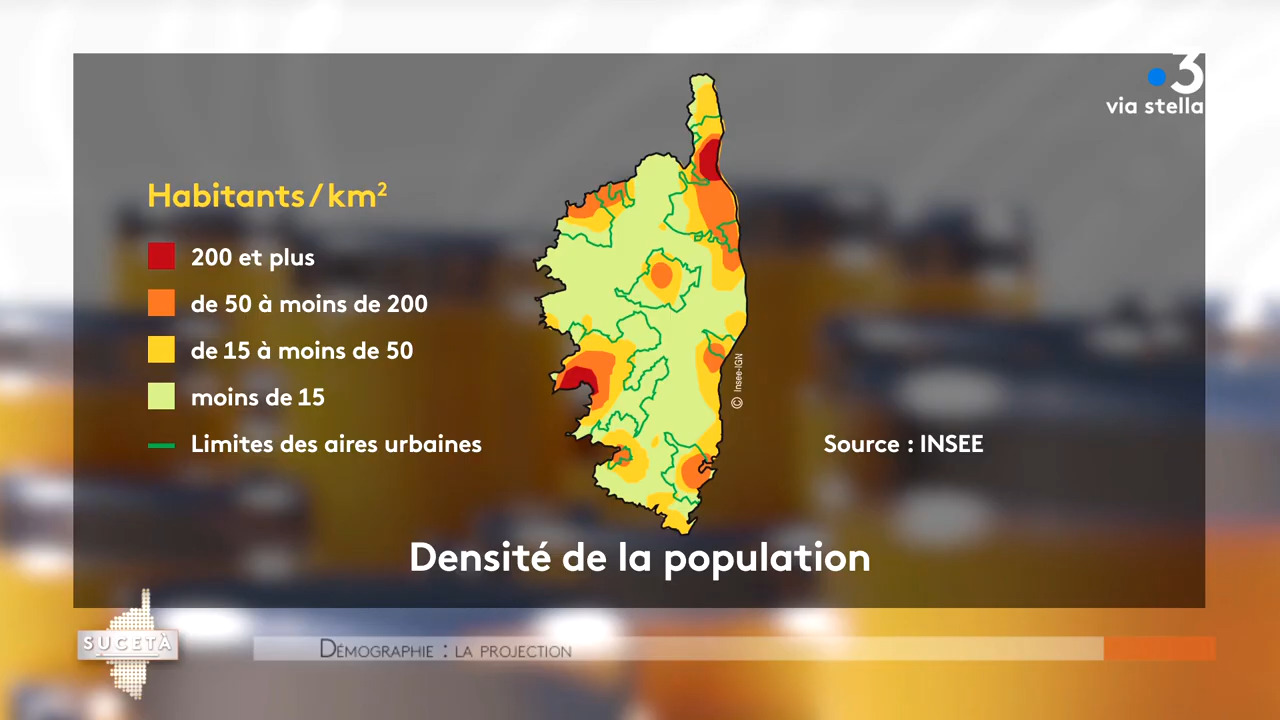 3
via stella
Habitants/km²
200 et plus
de 50 à moins de 200
de 15 à moins de 50
moins de 15
Limites des aires urbaines
© Insee-IGN
Source : INSEE
Densité de la population
SUCETÀ
DÉMOGRAPHIE : LA PROJECTION